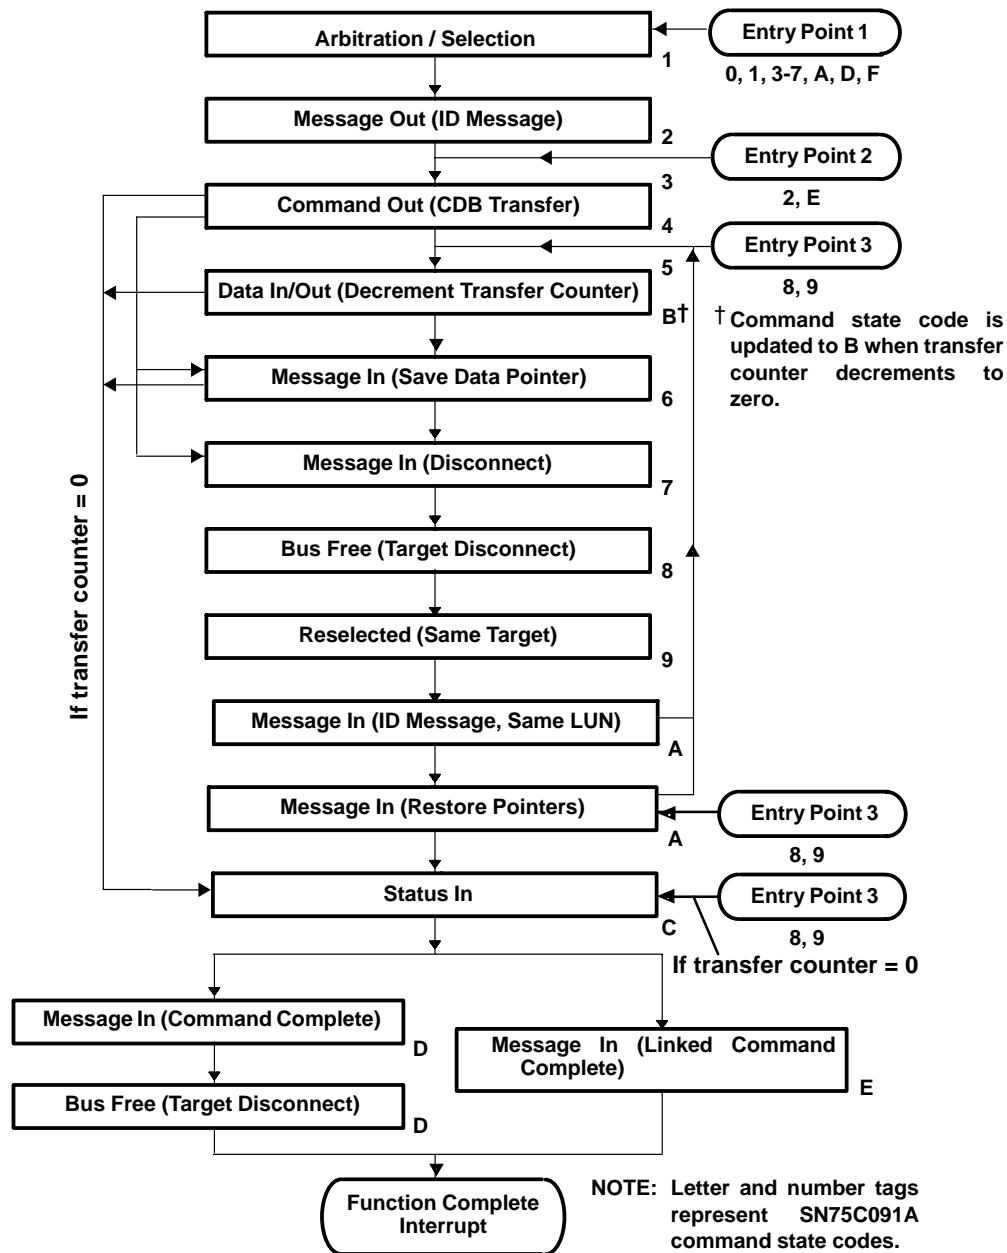 Arbitration / Selection
1
Entry Point 1
0, 1, 3-7, A, D, F
Message Out (ID Message)
2
Entry Point 2
2, E
3
Command Out (CDB Transfer)
4
Entry Point 3
8, 9
5
Data In/Out (Decrement Transfer Counter)
B†
† Command state code is
updated to B when transfer
counter decrements to
zero.
Message In (Save Data Pointer)
6
Message In (Disconnect)
7
If transfer counter = 0
Bus Free (Target Disconnect)
8
Reselected (Same Target)
9
Message In (ID Message, Same LUN)
A
Message In (Restore Pointers)
A
Entry Point 3
8, 9
Status In
C
Entry Point 3
8, 9
If transfer counter = 0
Message In (Command Complete)
D
Message In (Linked Command
Complete)
E
Bus Free (Target Disconnect)
D
Function Complete
Interrupt
NOTE: Letter and number tags
represent SN75C091A
command state codes.